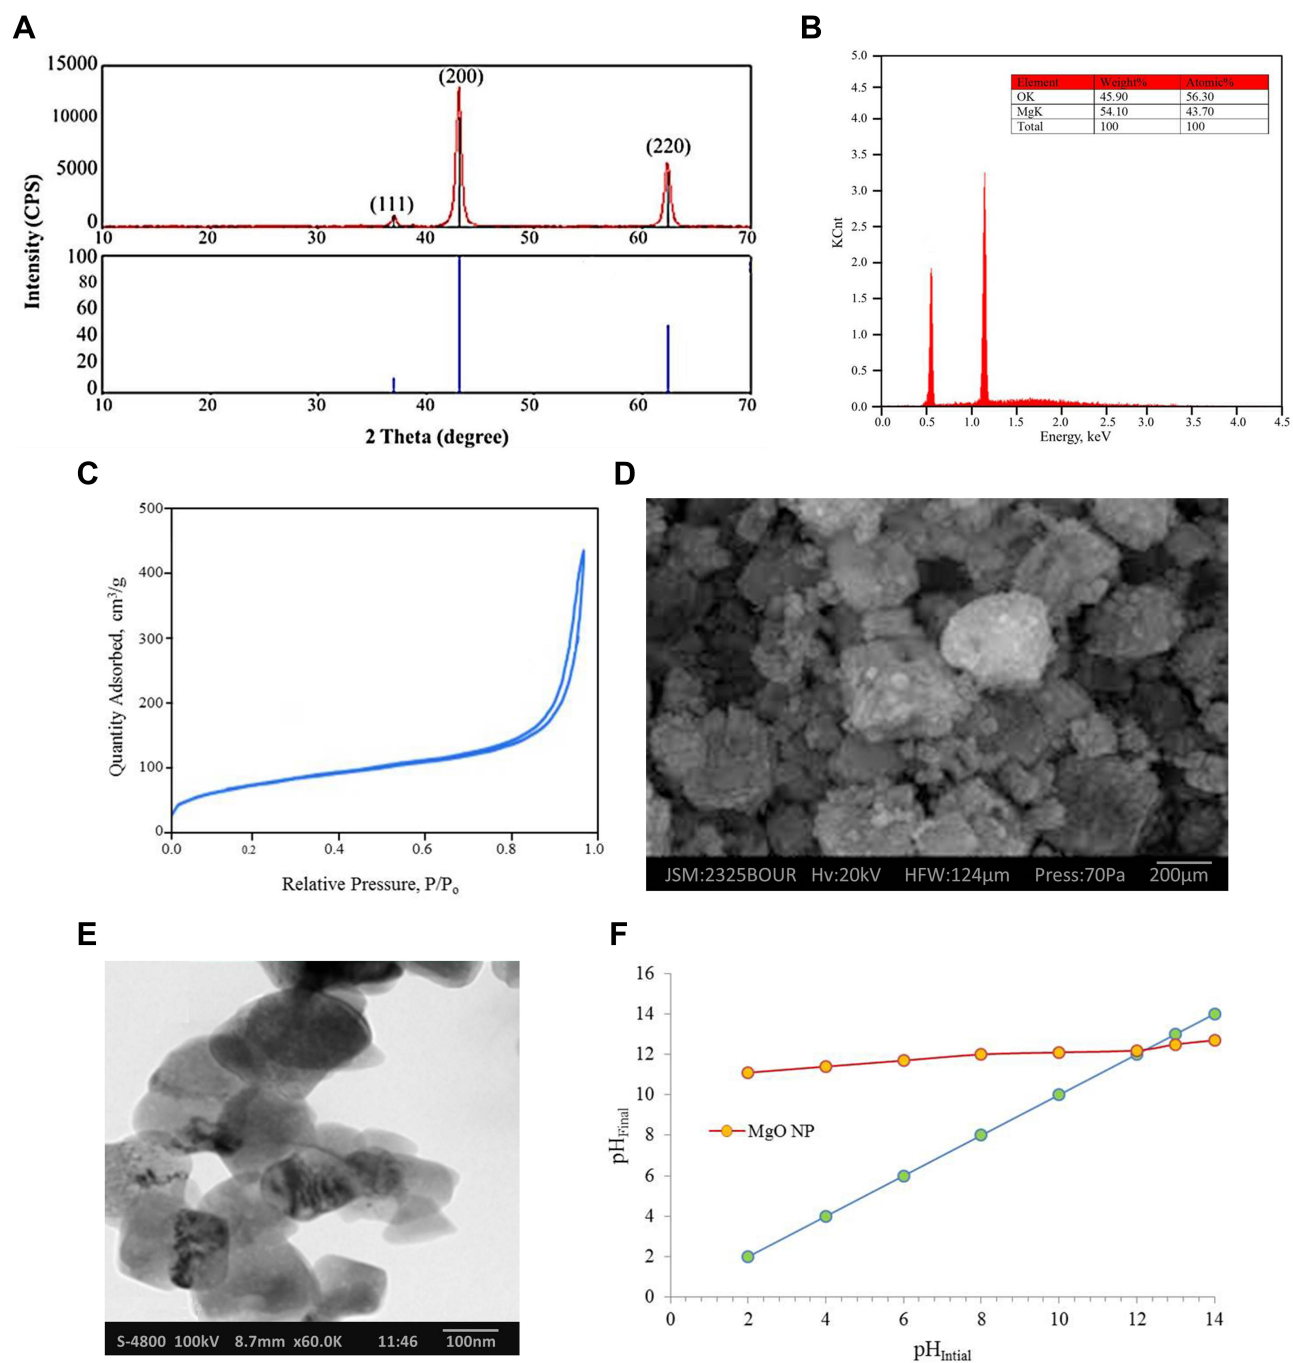 A
15000
10000
5000
0
(111)
(200)
(220)
10 20 30 40 50 60 70
100
80
60
40
20
0
10 20 30 40 50 60 70
Intensity (CPS)
2 Theta (degree)
B
5.0
4.5
4.0
3.5
3.0
2.5
2.0
1.5
1.0
0.5
0.0
KCnt
Element Weight% Atomic%
OK 45.90 56.30
MgK 54.10 43.70
Total 100 100
0.0 0.5 1.0 1.5 2.0 2.5 3.0 3.5 4.0 4.5
Energy, keV
C
500
400
300
200
100
0
Quantity Adsorbed, cm³/g
0.0 0.2 0.4 0.6 0.8 1.0
Relative Pressure, P/Po
D
JSM:2325BOUR Hv:20kV HFW:124µm Press:70Pa 200µm
E
S-4800 100kV 8.7mm x60.0K 11:46 100nm
F
16
14
12
10
8
6
4
2
0
pHFinal
MgO NP
0 2 4 6 8 10 12 14
pHIntial